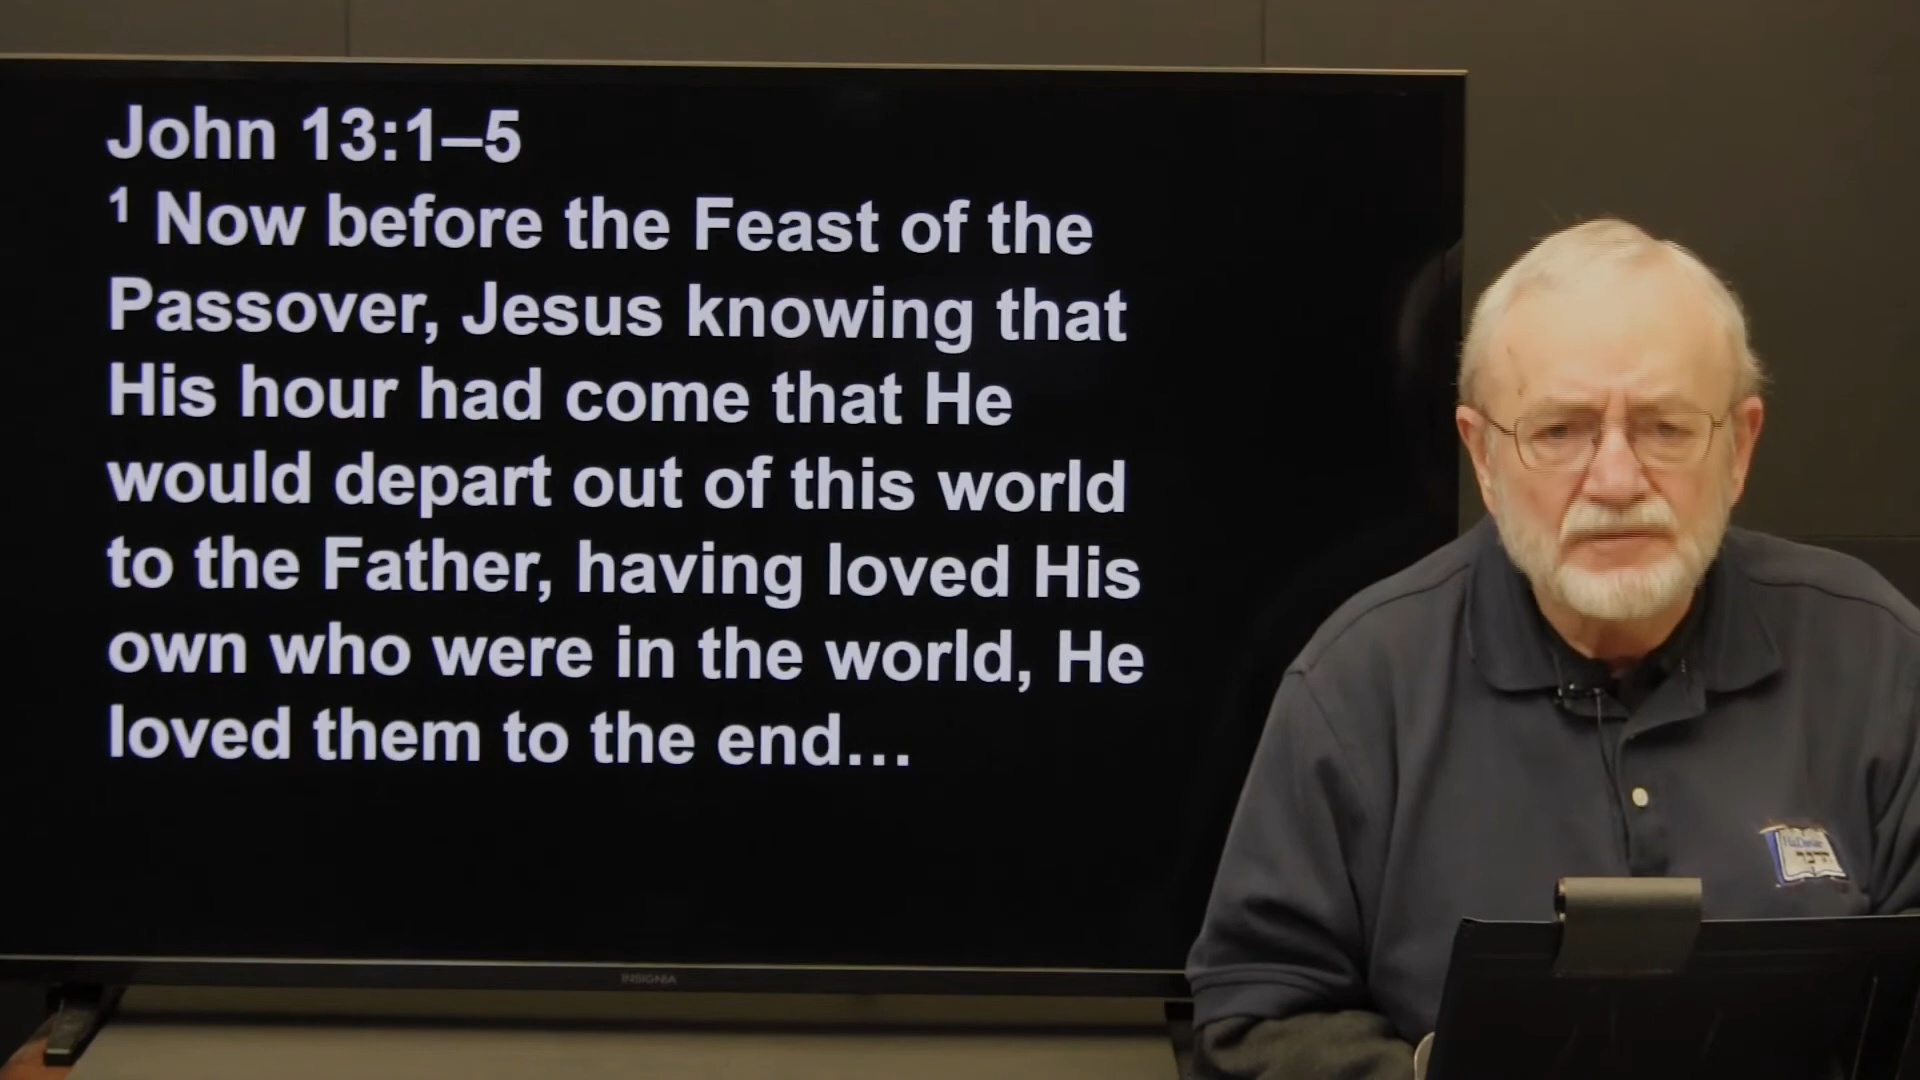 John 13:1–5
¹ Now before the Feast of the
Passover, Jesus knowing that
His hour had come that He
would depart out of this world
to the Father, having loved His
own who were in the world, He
loved them to the end…
INSIGNIA
HaDavar
הדבר